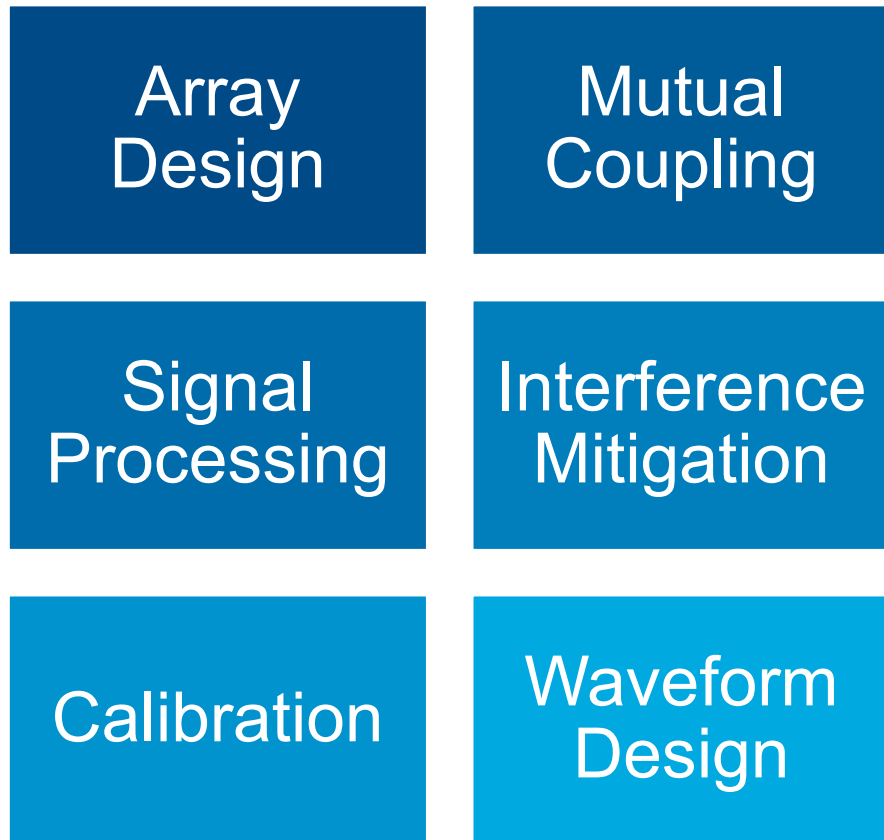 Array
Design
Mutual
Coupling
Signal
Processing
Interference
Mitigation
Calibration
Waveform
Design